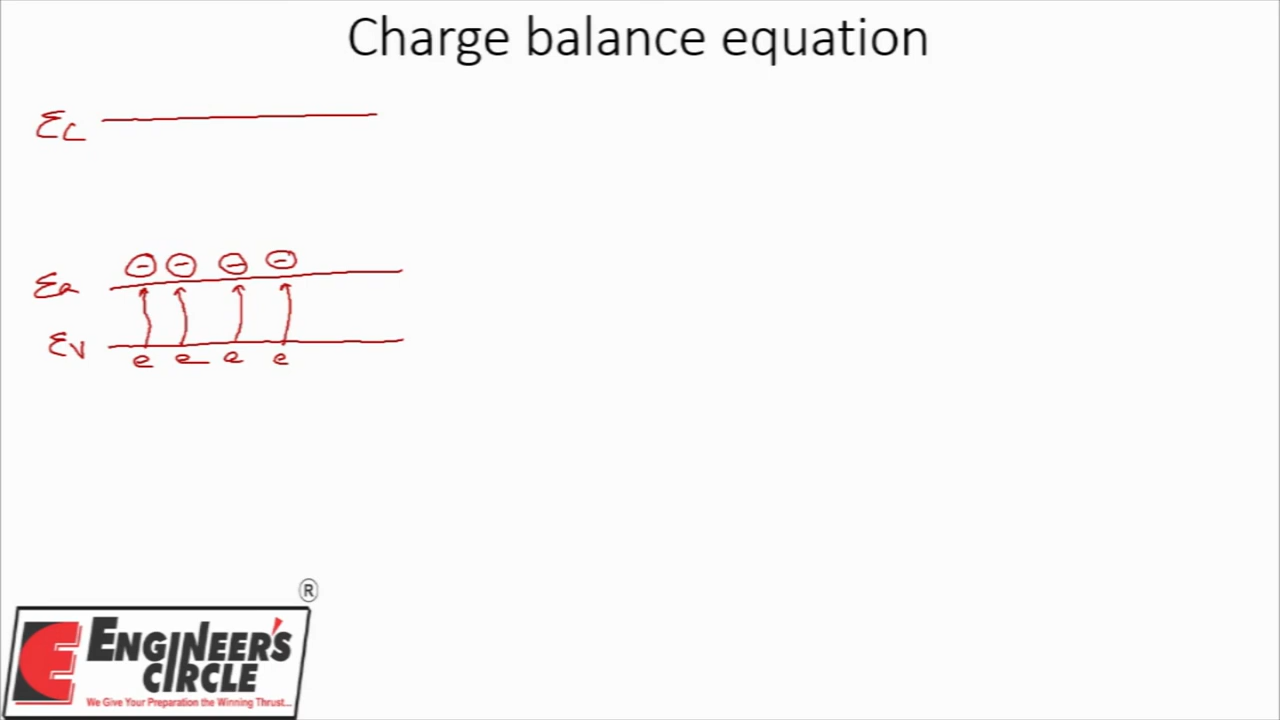 Charge balance equation
Ec
⊖ ⊖ ⊖ ⊖
Ea
Ev
e e e e
®
ENGINEER'S
CIRCLE
We Give Your Preparation the Winning Thrust...